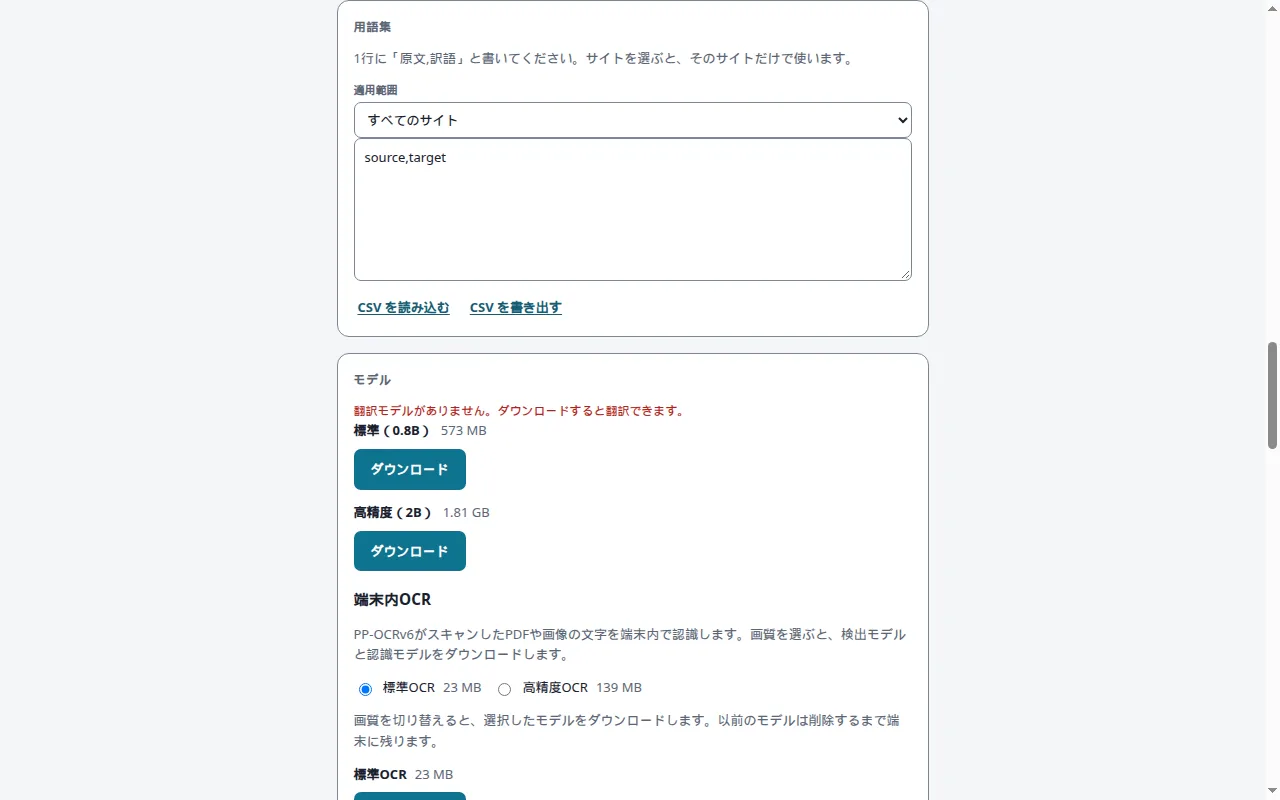 用語集
1行に「原文,訳語」と書いてください。サイトを選ぶと、そのサイトだけで使います。
適用範囲
すべてのサイト
source,target
CSV を読み込む CSV を書き出す
モデル
翻訳モデルがありません。ダウンロードすると翻訳できます。
標準（0.8B） 573 MB
ダウンロード
高精度（2B） 1.81 GB
ダウンロード
端末内OCR
PP-OCRv6がスキャンしたPDFや画像の文字を端末内で認識します。画質を選ぶと、検出モデル
と認識モデルをダウンロードします。
標準OCR 23 MB 高精度OCR 139 MB
画質を切り替えると、選択したモデルをダウンロードします。以前のモデルは削除するまで端
末に残ります。
標準OCR 23 MB